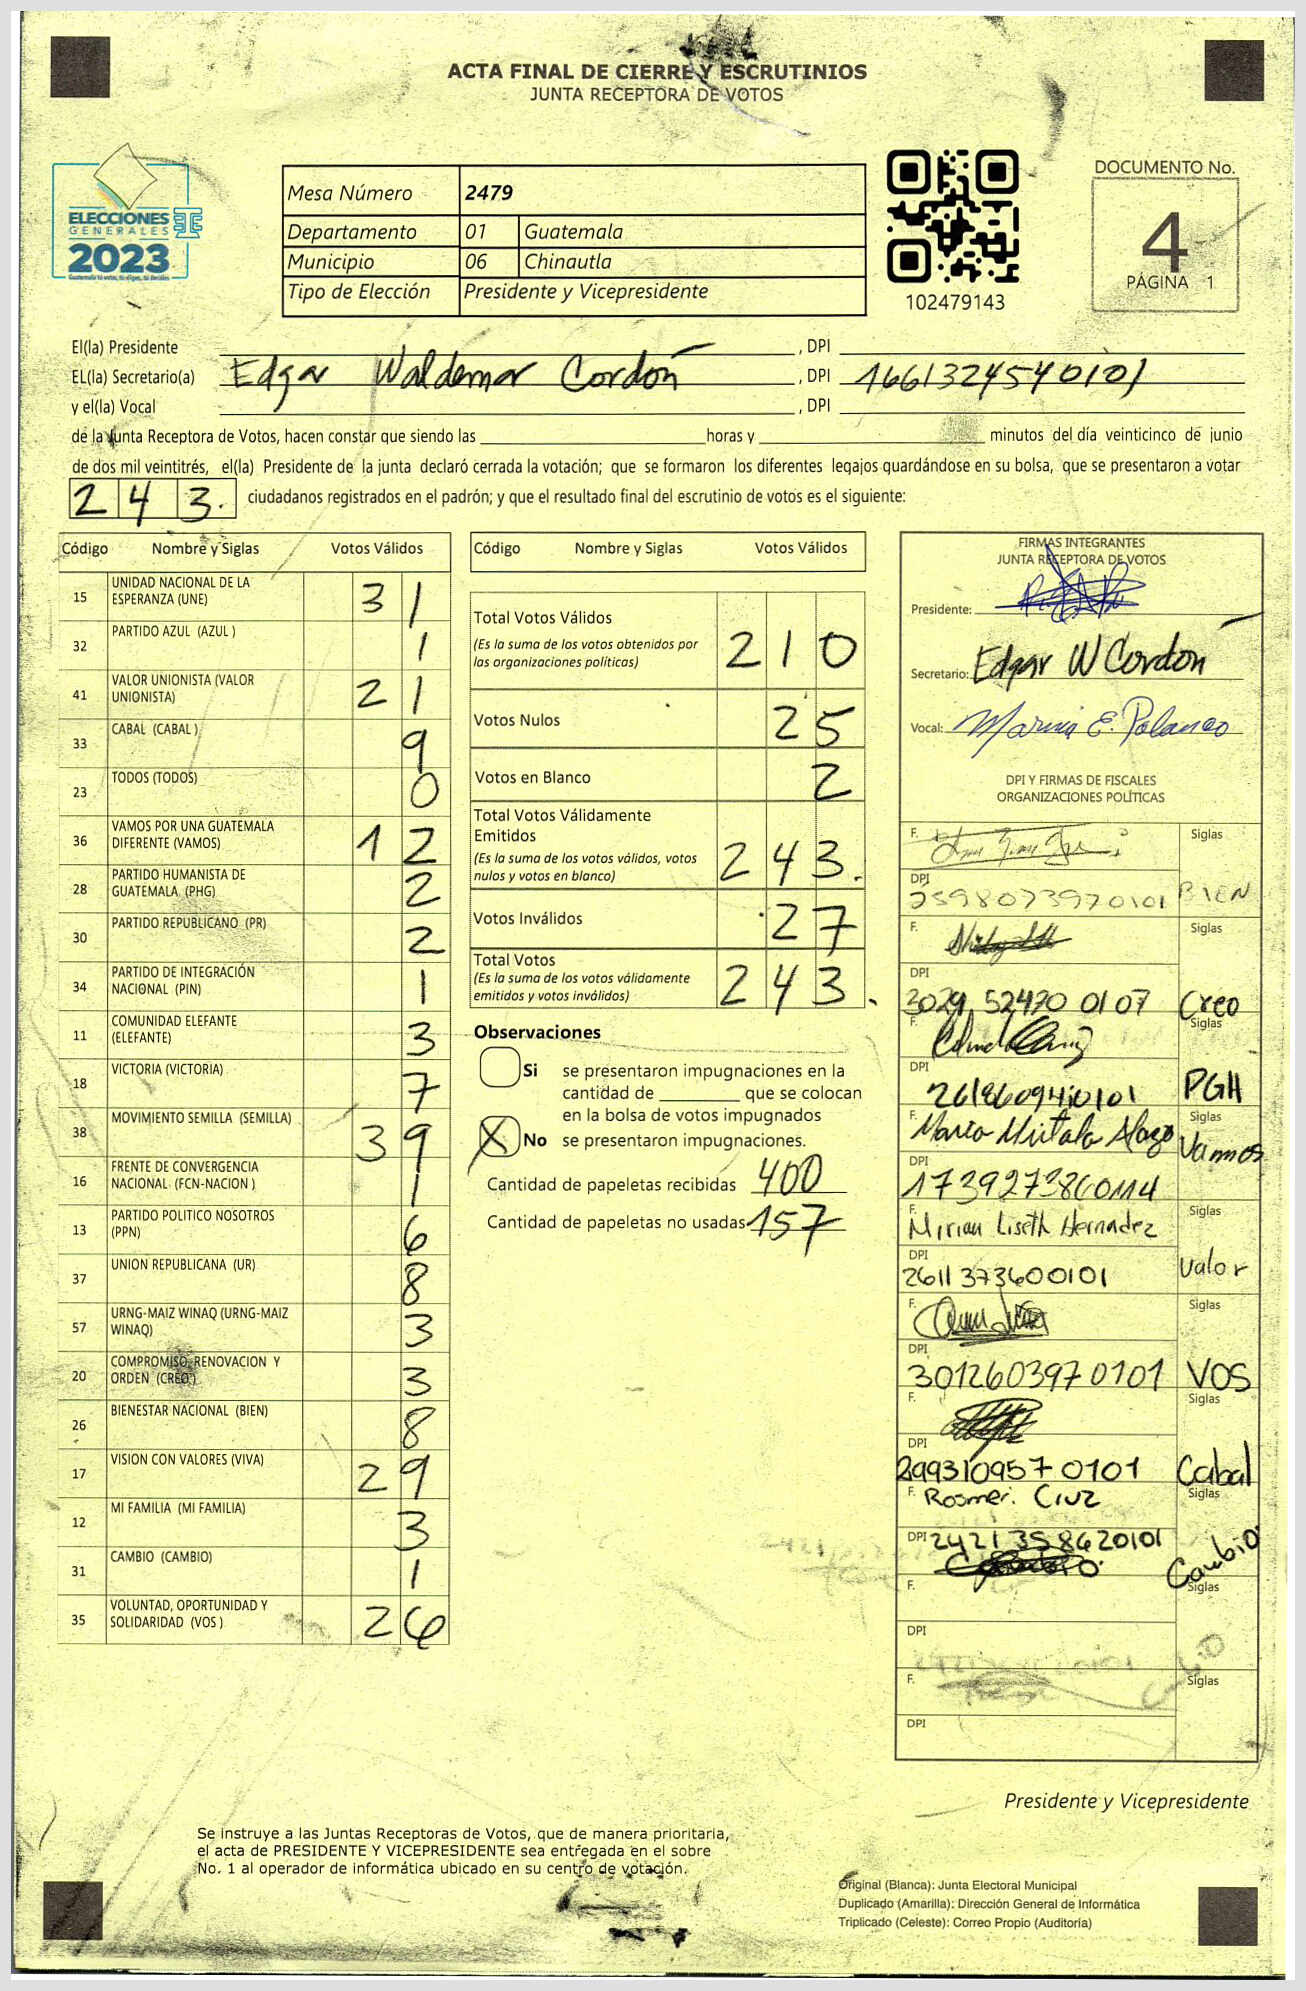 ACTA FINAL DE CIERRE Y ESCRUTINIOS
JUNTA RECEPTORA DE VOTOS
ELECCIONES
GENERALES
2023
Mesa Número 2479
Departamento 01 Guatemala
Municipio 06 Chinautla
Tipo de Elección Presidente y Vicepresidente
102479143
DOCUMENTO No.
4
PÁGINA 1
El(la) Presidente , DPI
EL(la) Secretario(a) Edgar Waldemar Cordón , DPI 1661324540101
y el(la) Vocal , DPI
de la Junta Receptora de Votos, hacen constar que siendo las horas y minutos del día veinticinco de junio
de dos mil veintitrés, el(la) Presidente de la junta declaró cerrada la votación; que se formaron los diferentes legajos guardándose en su bolsa, que se presentaron a votar
243. ciudadanos registrados en el padrón; y que el resultado final del escrutinio de votos es el siguiente:
Código Nombre y Siglas Votos Válidos
15 UNIDAD NACIONAL DE LA ESPERANZA (UNE) 31
32 PARTIDO AZUL (AZUL ) 1
41 VALOR UNIONISTA (VALOR UNIONISTA) 21
33 CABAL (CABAL ) 9
23 TODOS (TODOS) 0
36 VAMOS POR UNA GUATEMALA DIFERENTE (VAMOS) 12
28 PARTIDO HUMANISTA DE GUATEMALA (PHG) 2
30 PARTIDO REPUBLICANO (PR) 2
34 PARTIDO DE INTEGRACIÓN NACIONAL (PIN) 1
11 COMUNIDAD ELEFANTE (ELEFANTE) 3
18 VICTORIA (VICTORIA) 7
38 MOVIMIENTO SEMILLA (SEMILLA) 39
16 FRENTE DE CONVERGENCIA NACIONAL (FCN-NACION ) 1
13 PARTIDO POLITICO NOSOTROS (PPN) 6
37 UNION REPUBLICANA (UR) 8
57 URNG-MAIZ WINAQ (URNG-MAIZ WINAQ) 3
20 COMPROMISO, RENOVACION Y ORDEN (CREO ) 3
26 BIENESTAR NACIONAL (BIEN) 8
17 VISION CON VALORES (VIVA) 29
12 MI FAMILIA (MI FAMILIA) 3
31 CAMBIO (CAMBIO) 1
35 VOLUNTAD, OPORTUNIDAD Y SOLIDARIDAD (VOS ) 26
Código Nombre y Siglas Votos Válidos
Total Votos Válidos 210
(Es la suma de los votos obtenidos por
las organizaciones políticas)
Votos Nulos 25
Votos en Blanco 2
Total Votos Válidamente
Emitidos 243.
(Es la suma de los votos válidos, votos
nulos y votos en blanco)
Votos Inválidos 27
Total Votos 243.
(Es la suma de los votos válidamente
emitidos y votos inválidos)
Observaciones
Si se presentaron impugnaciones en la
cantidad de que se colocan
en la bolsa de votos impugnados
X No se presentaron impugnaciones.
Cantidad de papeletas recibidas 400
Cantidad de papeletas no usadas 157
FIRMAS INTEGRANTES
JUNTA RECEPTORA DE VOTOS
Presidente:
Secretario: Edgar W Cordón
Vocal: Marina E. Polanco
DPI Y FIRMAS DE FISCALES
ORGANIZACIONES POLÍTICAS
F. Siglas
DPI
2598073970101 BIEN
F. Siglas
DPI
3029 52470 0107 Creo
F. Siglas
DPI
2618609410101 PGH
F. Maria Mirtala Siglas
Vamos
DPI
F. Siglas
Mirian Liseth Hernadez
DPI
2611373600101 Valor
F. Siglas
DPI
3012603970101 VOS
F. Siglas
DPI
2993109570101 Cabal
F. Rosmeri. Cruz Siglas
DPI 2421358620101
Cambio
F. Siglas
DPI
F. Siglas
DPI
Presidente y Vicepresidente
Se instruye a las Juntas Receptoras de Votos, que de manera prioritaria,
el acta de PRESIDENTE Y VICEPRESIDENTE sea entregada en el sobre
No. 1 al operador de informática ubicado en su centro de votación.
Original (Blanca): Junta Electoral Municipal
Duplicado (Amarilla): Dirección General de Informática
Triplicado (Celeste): Correo Propio (Auditoría)